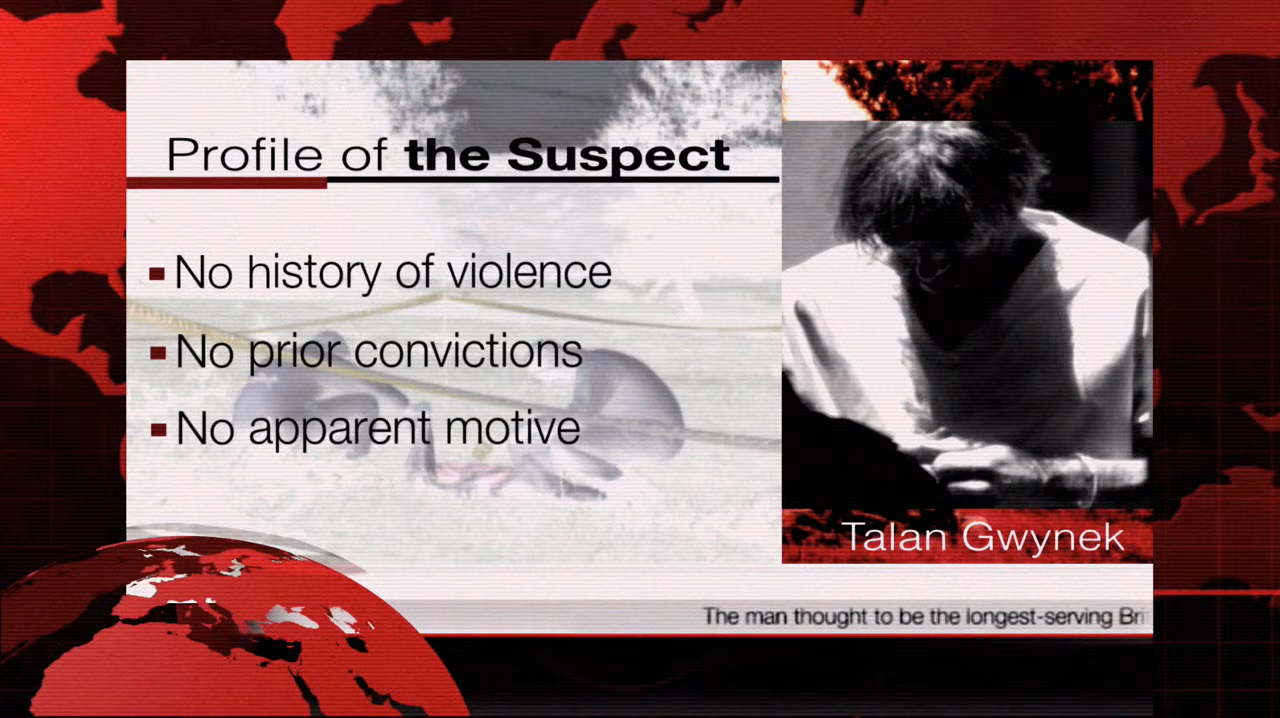 Profile of the Suspect
No history of violence
No prior convictions
No apparent motive
Talan Gwynek
The man thought to be the longest-serving Bri